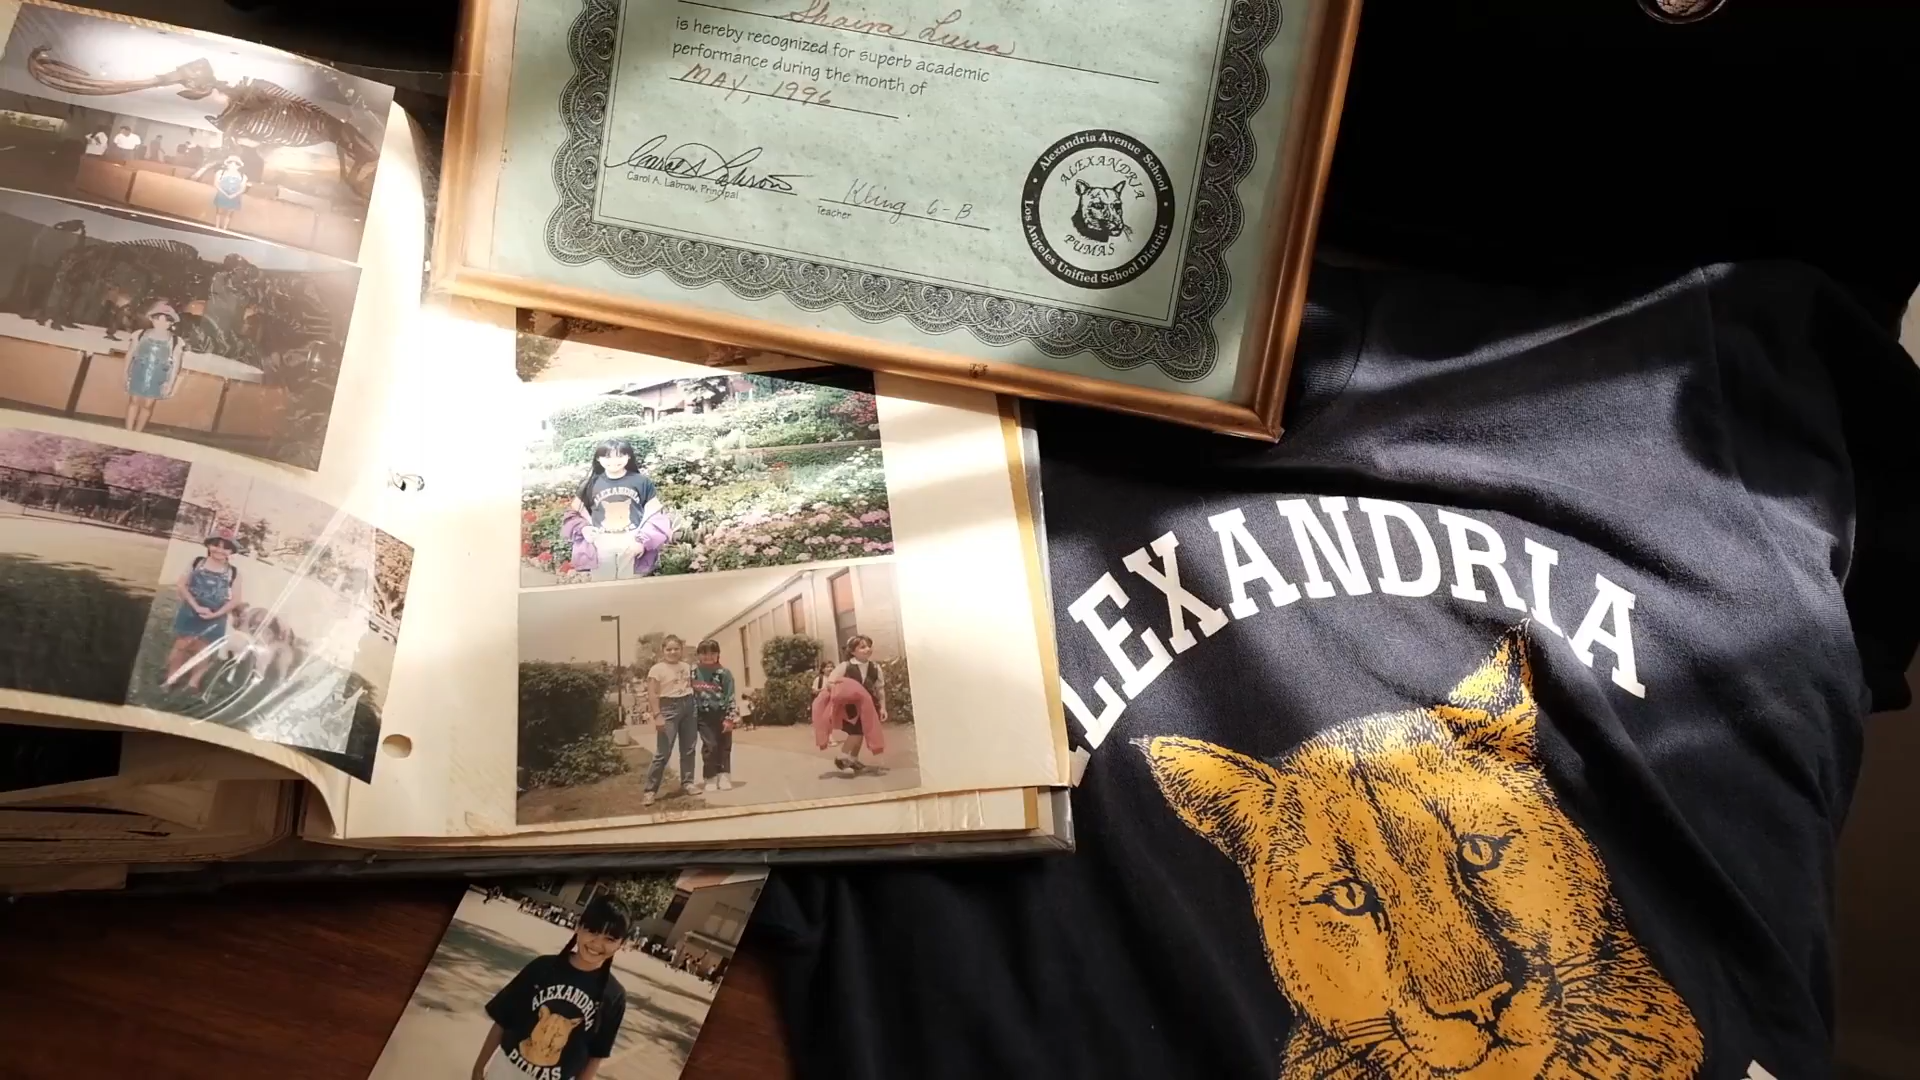 Shaira Luna
is hereby recognized for superb academic
performance during the month of
MAY, 1996
Carol A. Labrow, Principal
Kling 6-B
Teacher
Alexandria Avenue School
ALEXANDRIA
PUMAS
Los Angeles Unified School District
ALEXANDRIA
ALEXANDRIA
ALEXANDRIA
PUMAS